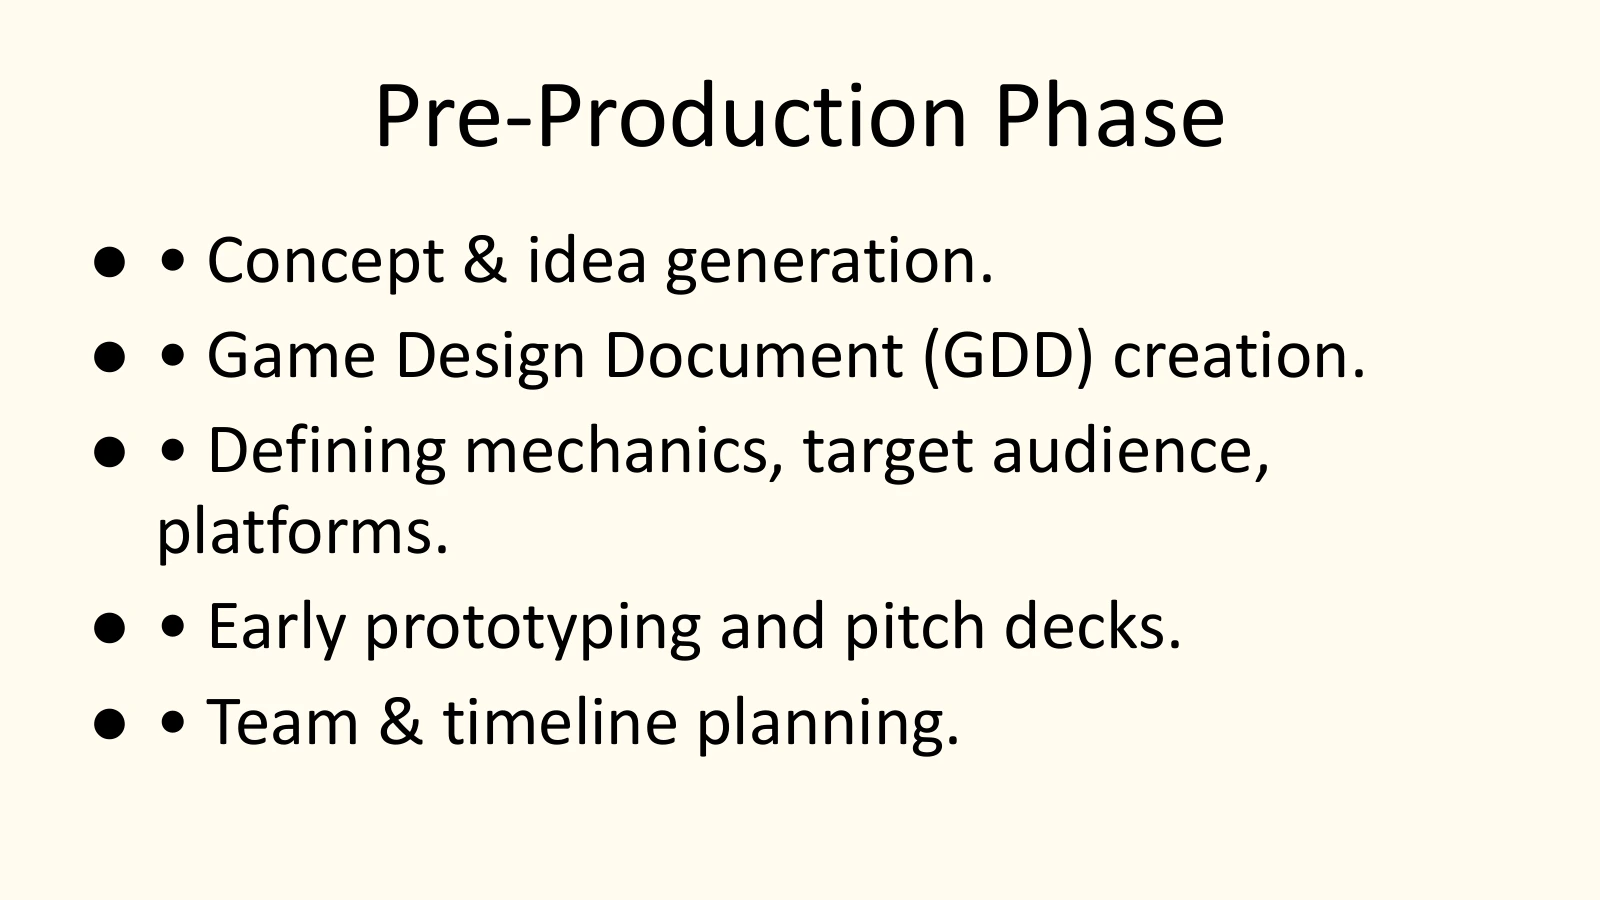 Pre-Production Phase
● • Concept & idea generation.
● • Game Design Document (GDD) creation.
● • Defining mechanics, target audience,
platforms.
● • Early prototyping and pitch decks.
● • Team & timeline planning.